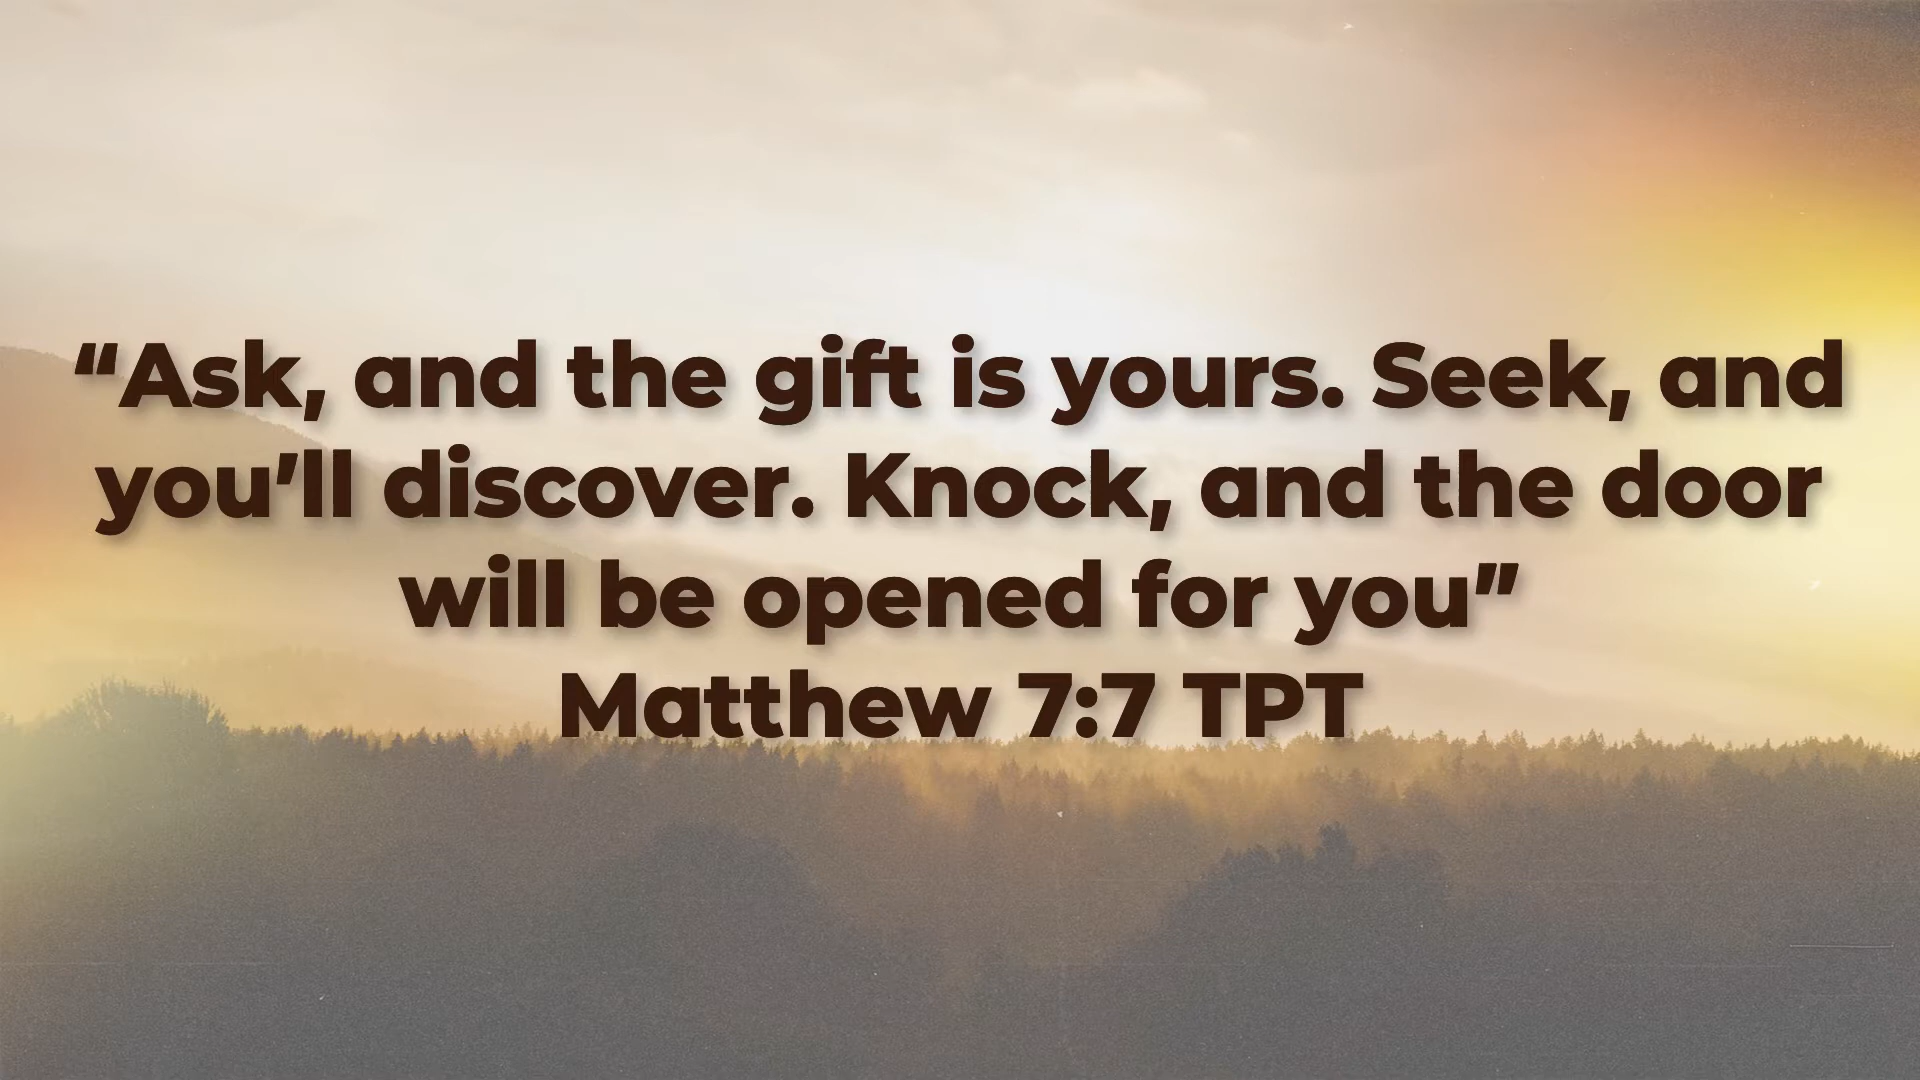 “Ask, and the gift is yours. Seek, and
you’ll discover. Knock, and the door
will be opened for you”
Matthew 7:7 TPT